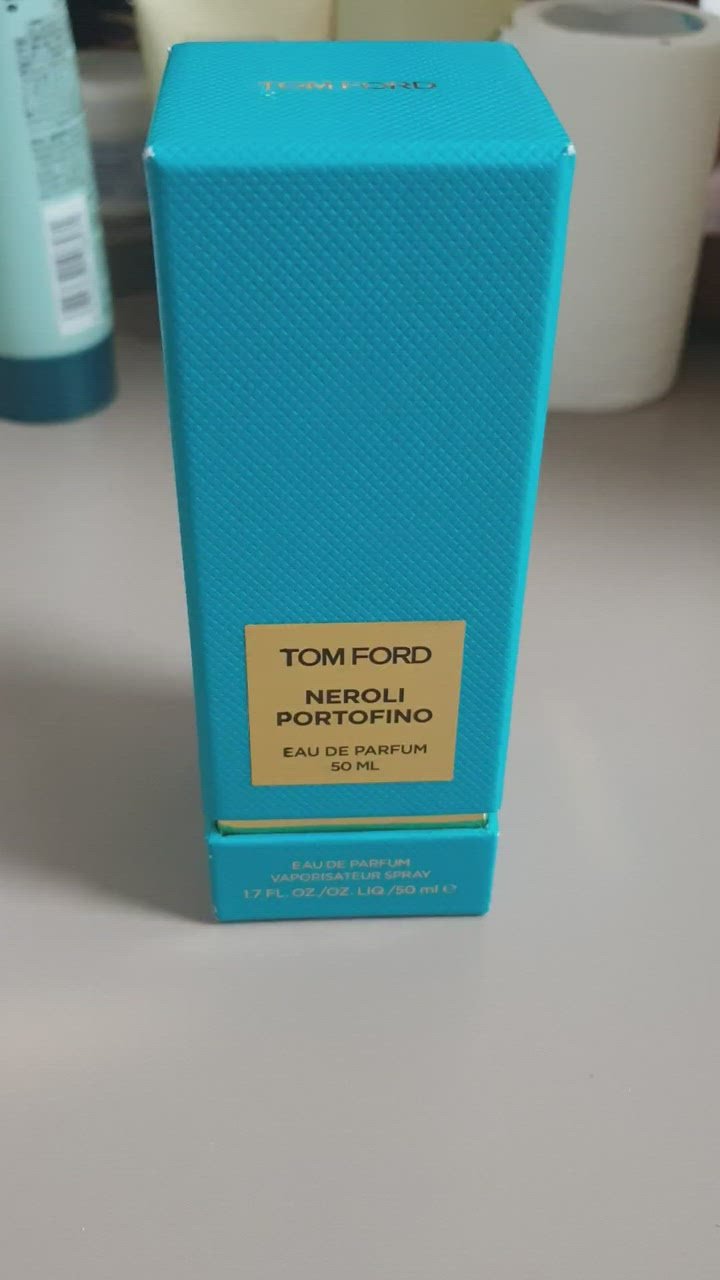 TOM FORD
TOM FORD
NEROLI
PORTOFINO
EAU DE PARFUM
50 ML
EAU DE PARFUM
VAPORISATEUR SPRAY
1.7 FL. OZ./OZ. LIQ./50 ml ℮